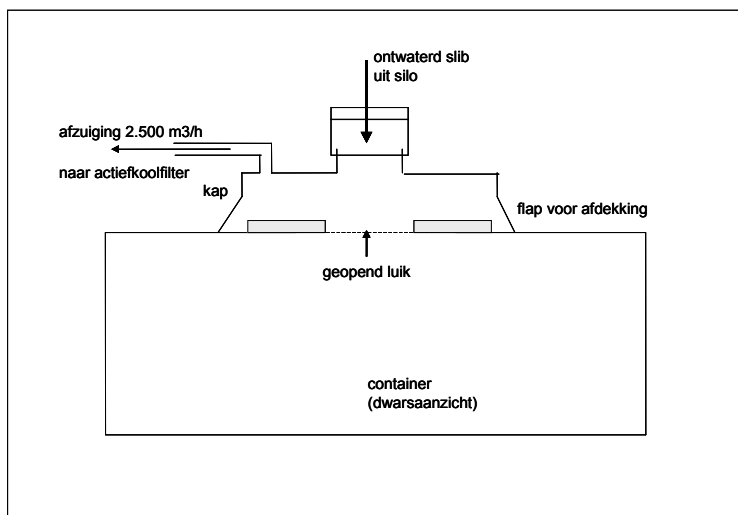 ontwaterd slib
uit silo
afzuiging 2.500 m3/h
naar actiefkoolfilter
kap
flap voor afdekking
geopend luik
container
(dwarsaanzicht)